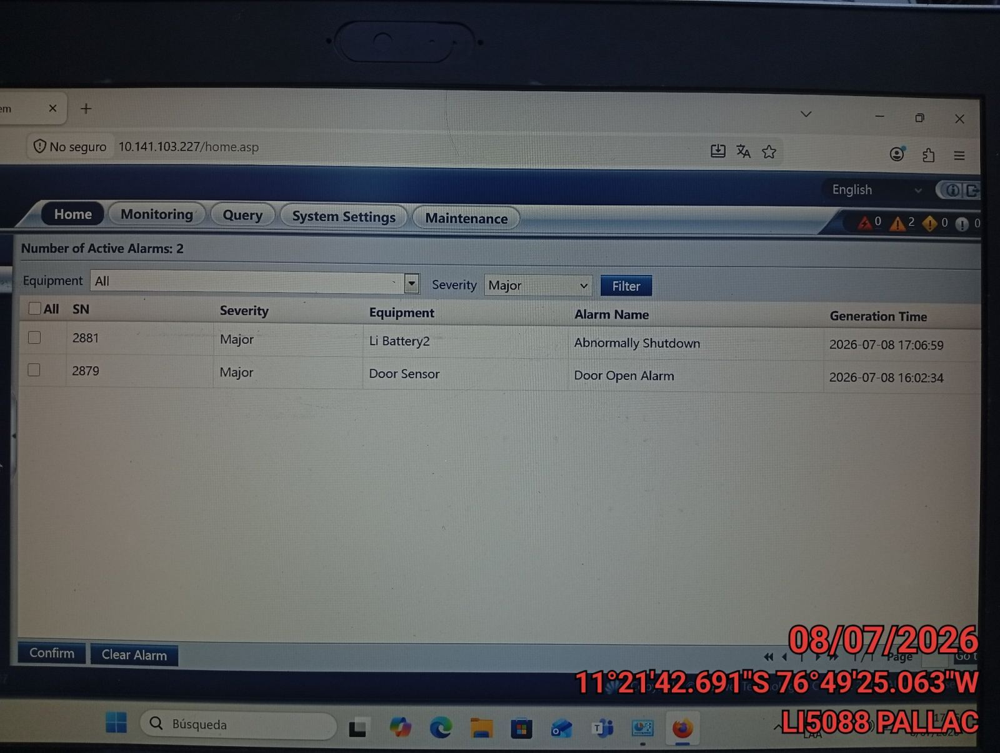 em
No seguro 10.141.103.227/home.asp
English
Home Monitoring Query System Settings Maintenance
0 2 0 0
Number of Active Alarms: 2
Equipment All Severity Major Filter
All SN Severity Equipment Alarm Name Generation Time
2881 Major Li Battery2 Abnormally Shutdown 2026-07-08 17:06:59
2879 Major Door Sensor Door Open Alarm 2026-07-08 16:02:34
Confirm Clear Alarm
1 / 1 Page Go t
08/07/2026
11°21'42.691"S 76°49'25.063"W
LI5088 PALLAC
Búsqueda
LAA